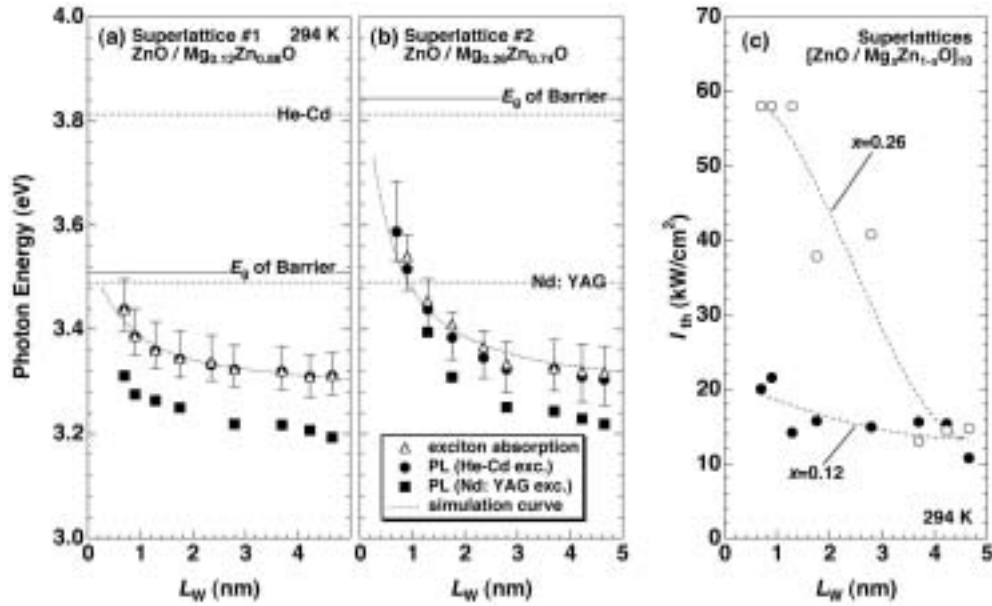 (a) Superlattice #1 294 K
ZnO / Mg0.12Zn0.88O
He-Cd
Eg of Barrier
4.0
3.8
3.6
3.4
3.2
3.0
Photon Energy (eV)
0 1 2 3 4
LW (nm)
(b) Superlattice #2
ZnO / Mg0.26Zn0.74O
Eg of Barrier
Nd: YAG
exciton absorption
PL (He-Cd exc.)
PL (Nd: YAG exc.)
simulation curve
0 1 2 3 4 5
LW (nm)
(c) Superlattices
[ZnO / MgxZn1-xO]10
x=0.26
x=0.12
294 K
70
60
50
40
30
20
10
0
Ith (kW/cm2)
0 1 2 3 4 5
LW (nm)